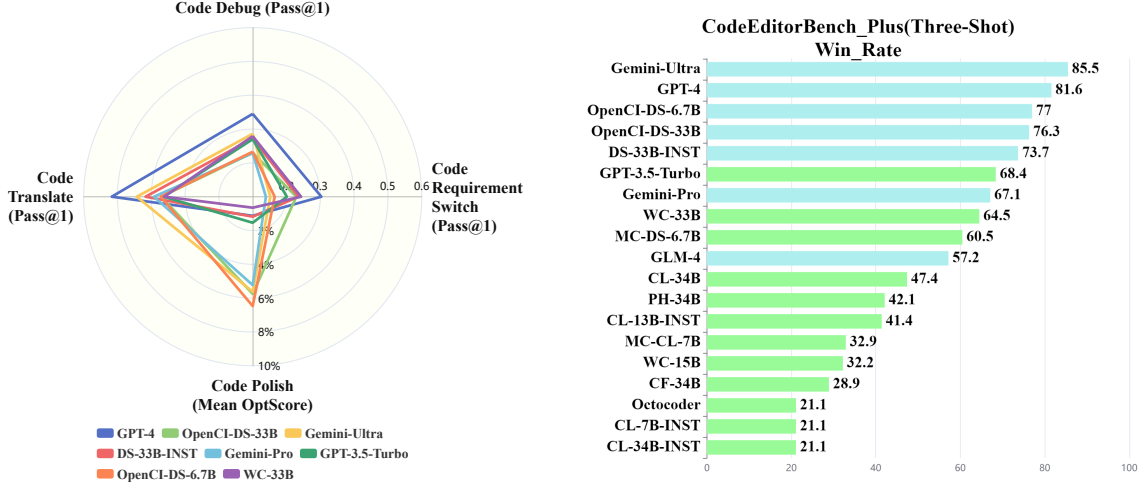 Code Debug (Pass@1)
Code
Translate
(Pass@1)
0.3 0.4 0.5 0.6
Code
Requirement
Switch
(Pass@1)
4%
6%
8%
10%
Code Polish
(Mean OptScore)
GPT-4 OpenCI-DS-33B Gemini-Ultra
DS-33B-INST Gemini-Pro GPT-3.5-Turbo
OpenCI-DS-6.7B WC-33B
CodeEditorBench_Plus(Three-Shot)
Win_Rate
Gemini-Ultra 85.5
GPT-4 81.6
OpenCI-DS-6.7B 77
OpenCI-DS-33B 76.3
DS-33B-INST 73.7
GPT-3.5-Turbo 68.4
Gemini-Pro 67.1
WC-33B 64.5
MC-DS-6.7B 60.5
GLM-4 57.2
CL-34B 47.4
PH-34B 42.1
CL-13B-INST 41.4
MC-CL-7B 32.9
WC-15B 32.2
CF-34B 28.9
Octocoder 21.1
CL-7B-INST 21.1
CL-34B-INST 21.1
0 20 40 60 80 100